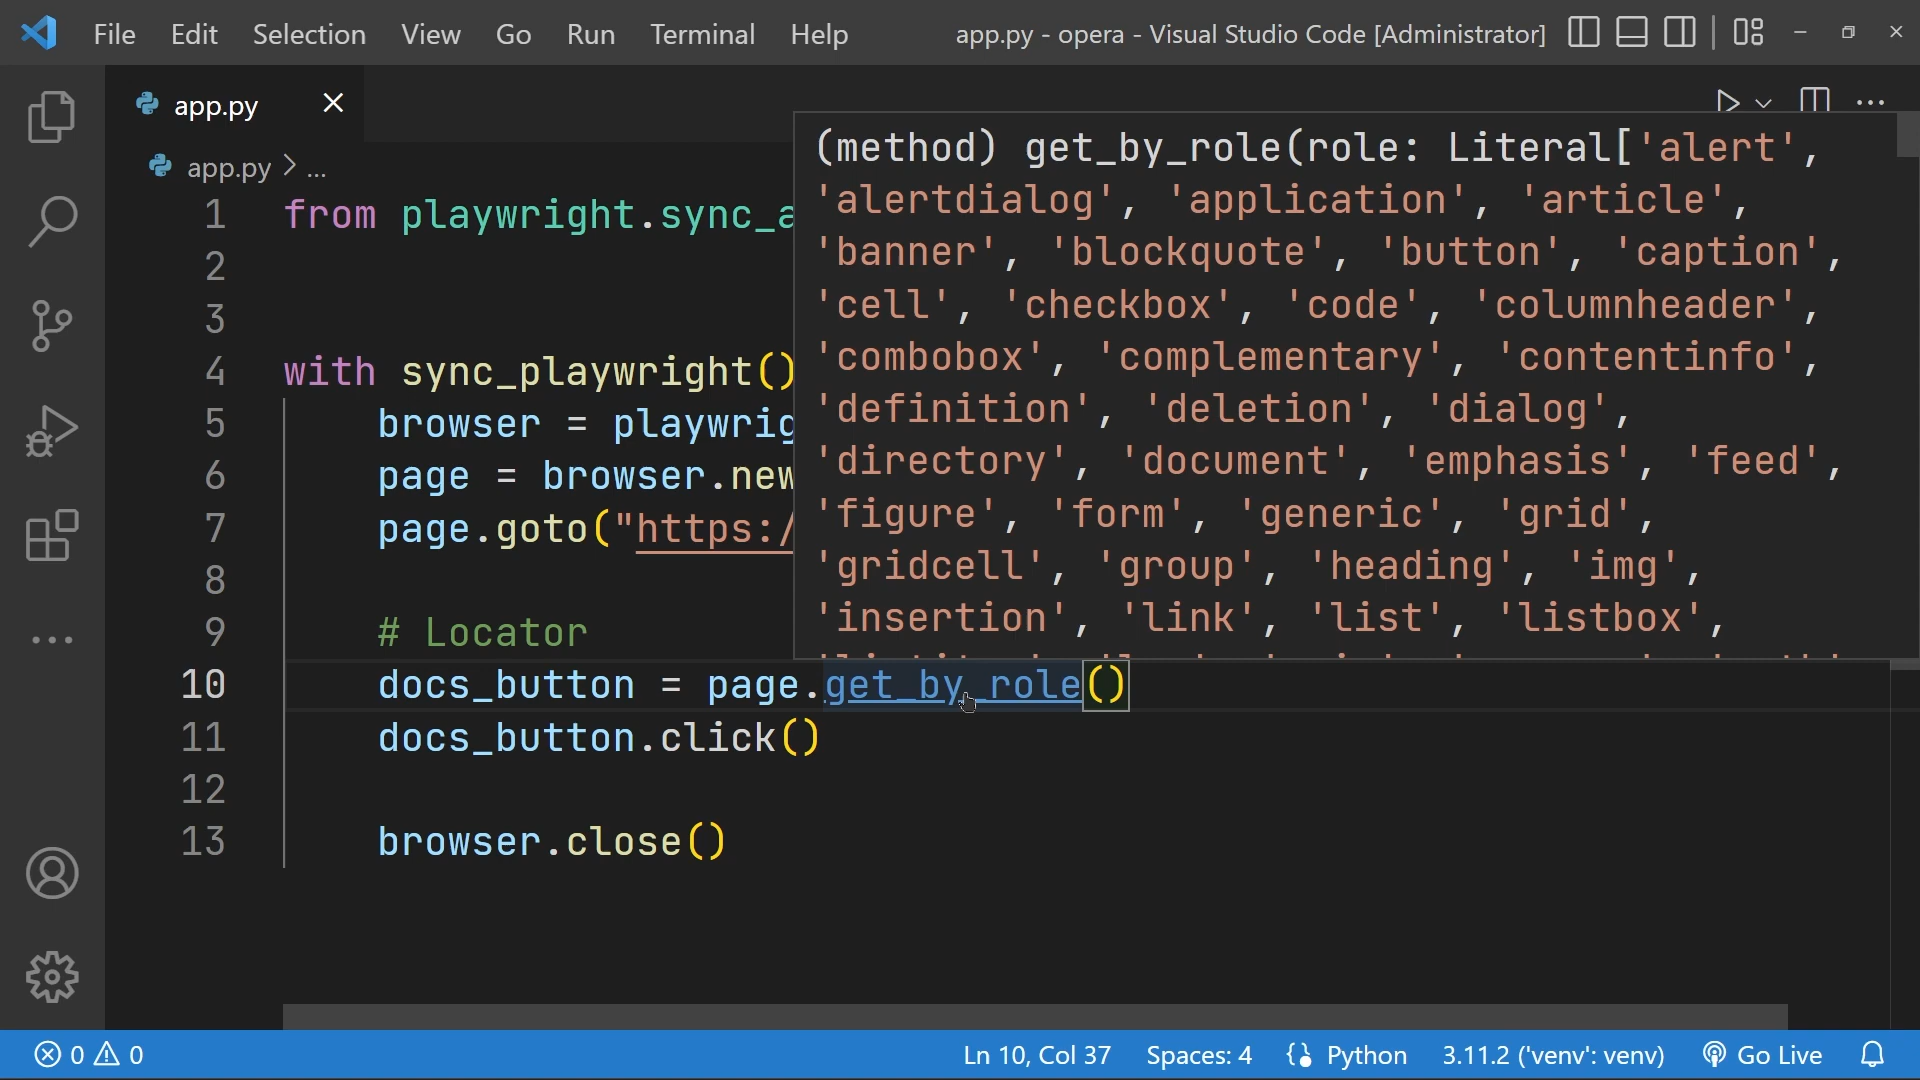 File Edit Selection View Go Run Terminal Help app.py - opera - Visual Studio Code [Administrator]
app.py
app.py > ...
1 from playwright.sync_a
2
3
4 with sync_playwright()
5 browser = playwrig
6 page = browser.new
7 page.goto("https:/
8
9 # Locator
10 docs_button = page.get_by_role()
11 docs_button.click()
12
13 browser.close()
(method) get_by_role(role: Literal['alert',
'alertdialog', 'application', 'article',
'banner', 'blockquote', 'button', 'caption',
'cell', 'checkbox', 'code', 'columnheader',
'combobox', 'complementary', 'contentinfo',
'definition', 'deletion', 'dialog',
'directory', 'document', 'emphasis', 'feed',
'figure', 'form', 'generic', 'grid',
'gridcell', 'group', 'heading', 'img',
'insertion', 'link', 'list', 'listbox',
0 0 Ln 10, Col 37 Spaces: 4 Python 3.11.2 ('venv': venv) Go Live